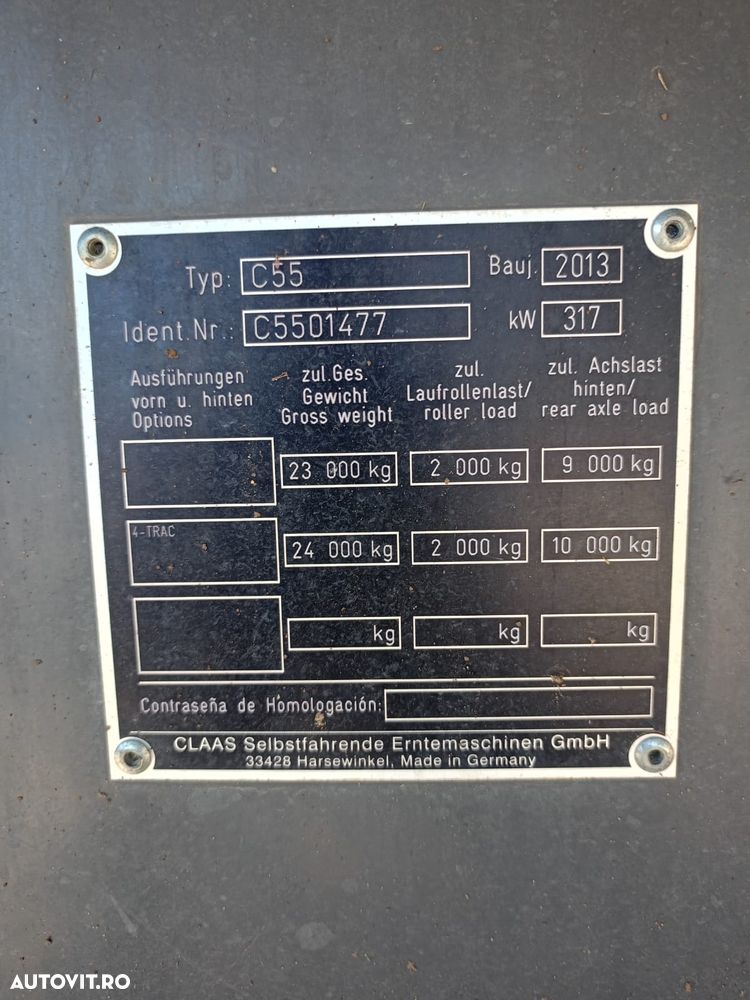 Typ: C55 Bauj. 2013
Ident.Nr.: C5501477 kW 317
Ausführungen vorn u. hinten Options
zul.Ges. Gewicht Gross weight
zul. Laufrollenlast/ roller load
zul. Achslast hinten/ rear axle load
23 000 kg 2 000 kg 9 000 kg
4-TRAC 24 000 kg 2 000 kg 10 000 kg
kg kg kg
Contraseña de Homologación:
CLAAS Selbstfahrende Erntemaschinen GmbH
33428 Harsewinkel, Made in Germany
AUTOVIT.RO